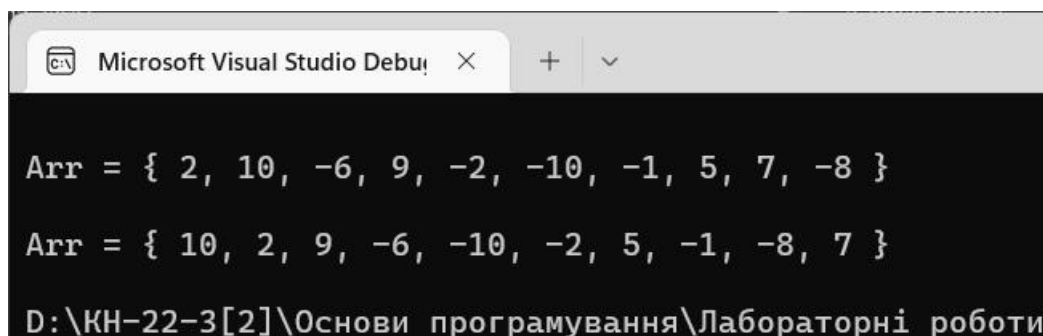 Microsoft Visual Studio Debu
Arr = { 2, 10, -6, 9, -2, -10, -1, 5, 7, -8 }
Arr = { 10, 2, 9, -6, -10, -2, 5, -1, -8, 7 }
D:\КН-22-3[2]\Основи програмування\Лабораторні роботи